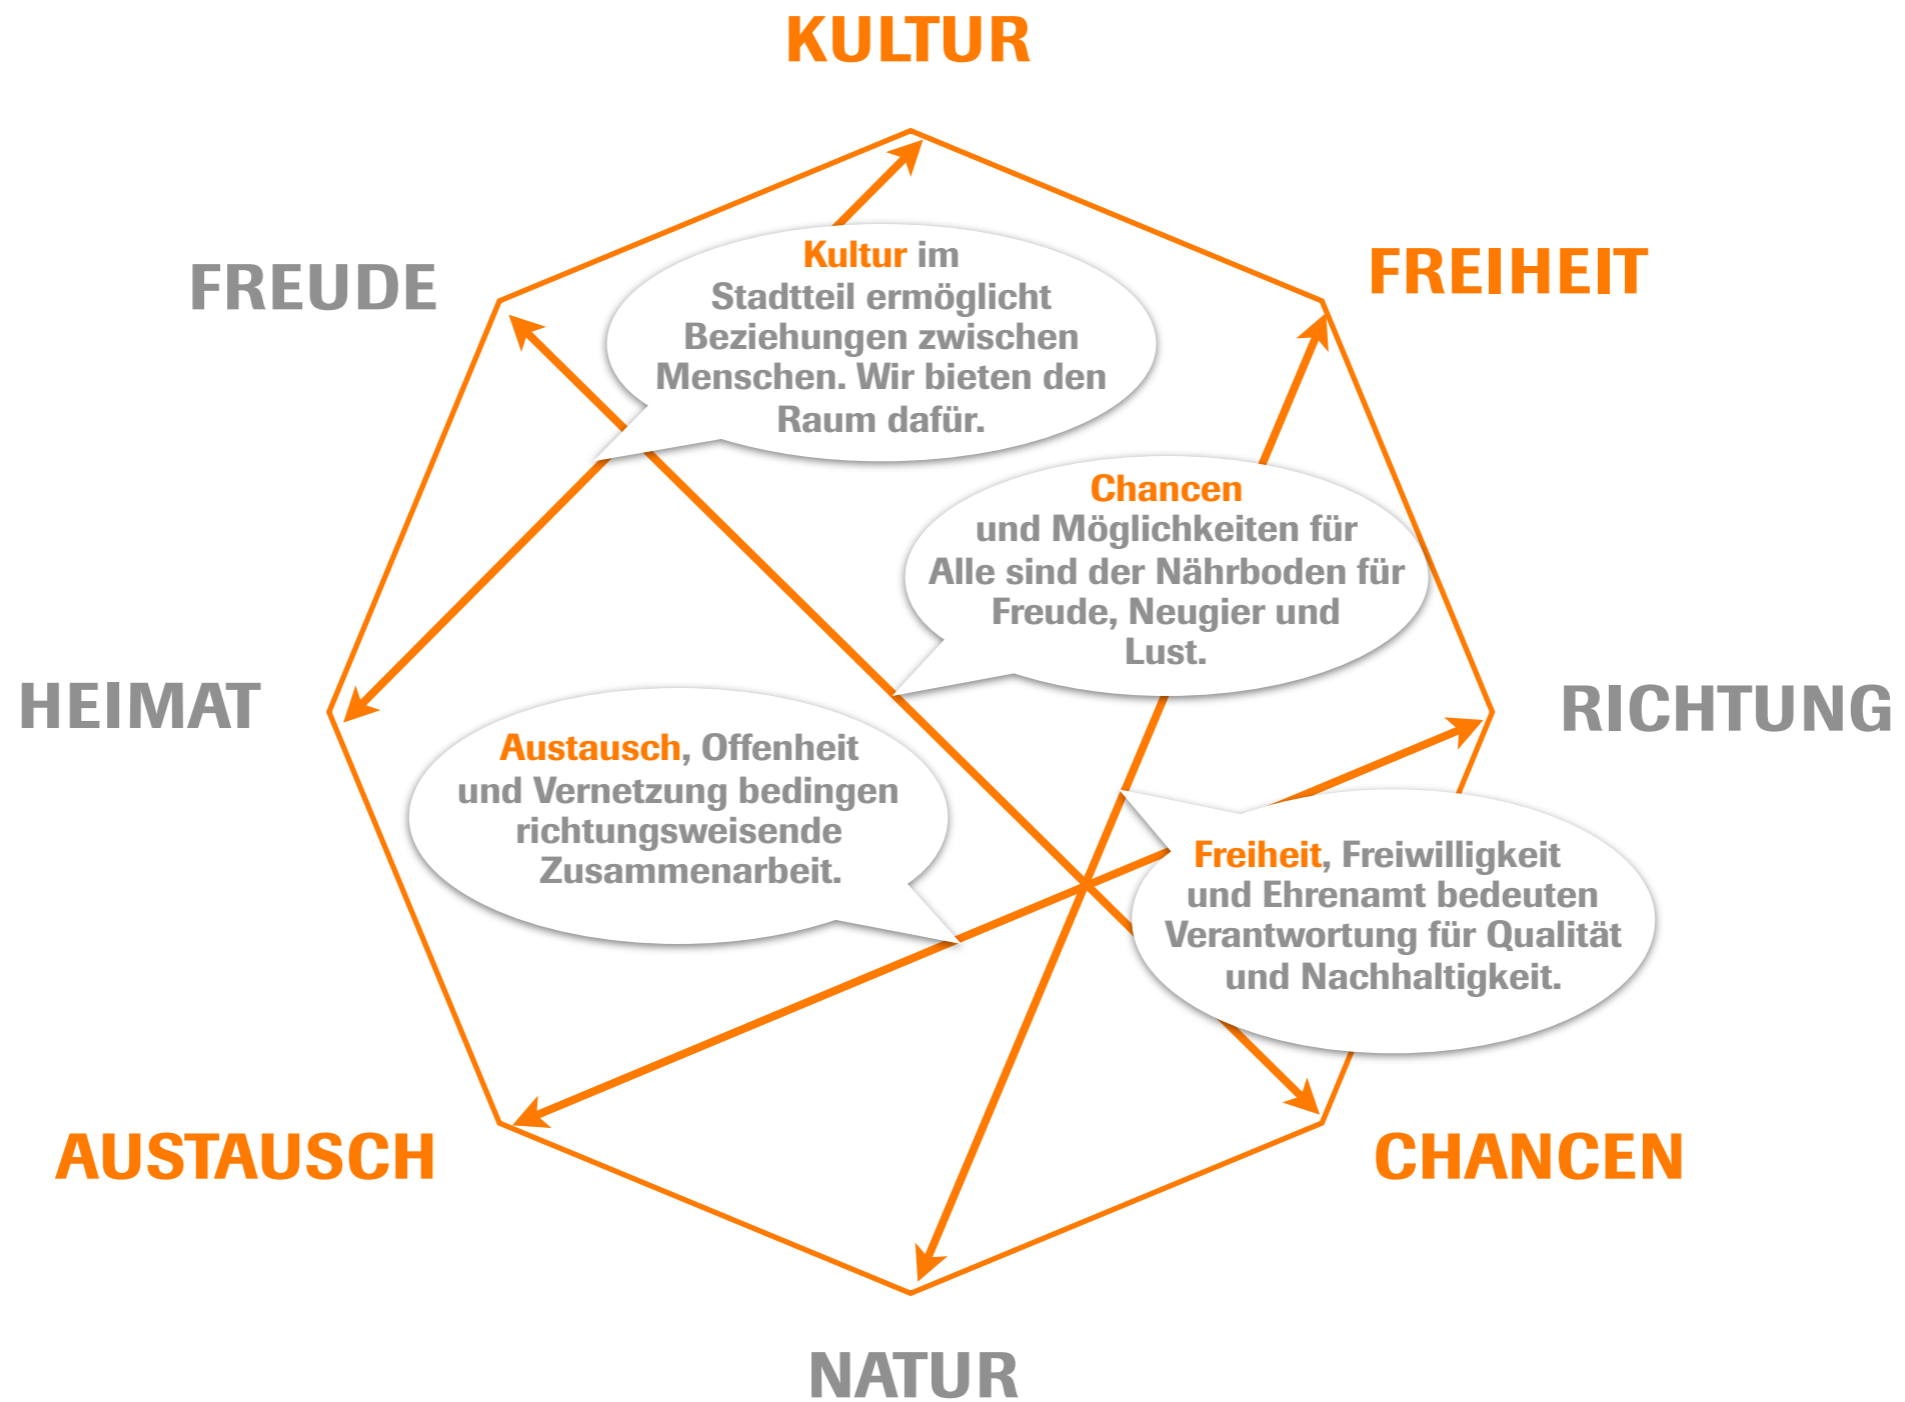 KULTUR
FREUDE
FREIHEIT
Kultur im
Stadtteil ermöglicht
Beziehungen zwischen
Menschen. Wir bieten den
Raum dafür.
Chancen
und Möglichkeiten für
Alle sind der Nährboden für
Freude, Neugier und
Lust.
HEIMAT
RICHTUNG
Austausch, Offenheit
und Vernetzung bedingen
richtungsweisende
Zusammenarbeit.
Freiheit, Freiwilligkeit
und Ehrenamt bedeuten
Verantwortung für Qualität
und Nachhaltigkeit.
AUSTAUSCH
CHANCEN
NATUR